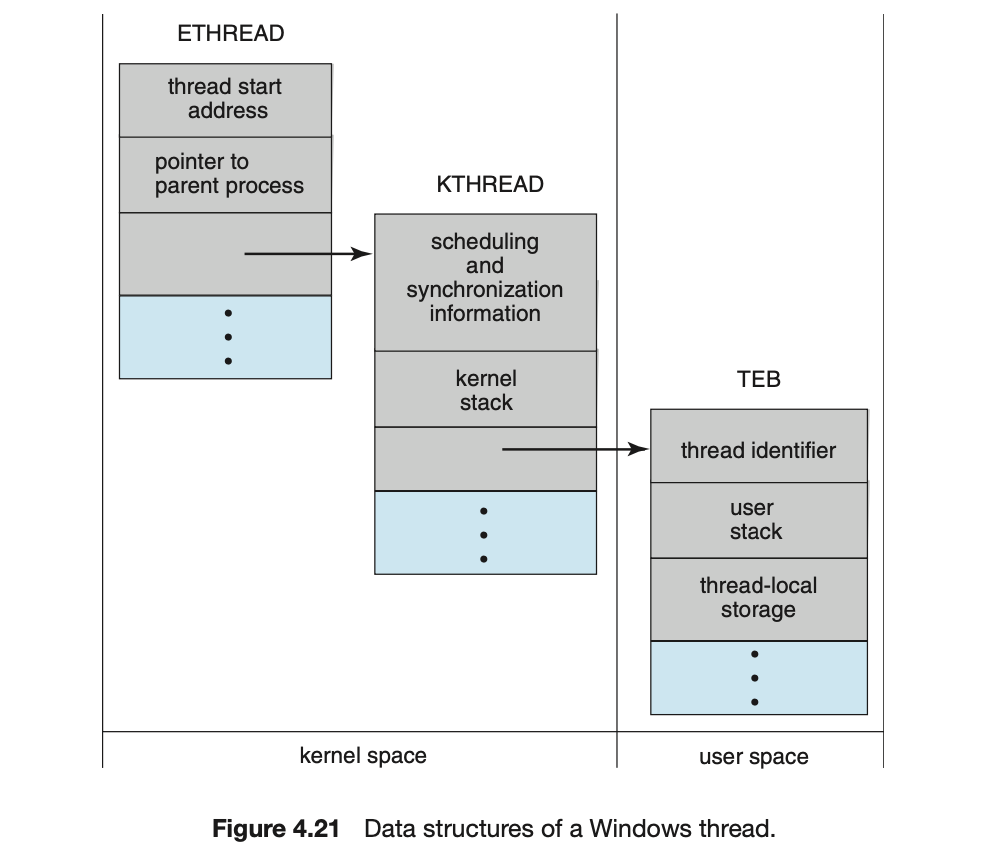 ETHREAD
thread start
address
pointer to
parent process
KTHREAD
scheduling
and
synchronization
information
kernel
stack
TEB
thread identifier
user
stack
thread-local
storage
kernel space
user space
Figure 4.21 Data structures of a Windows thread.